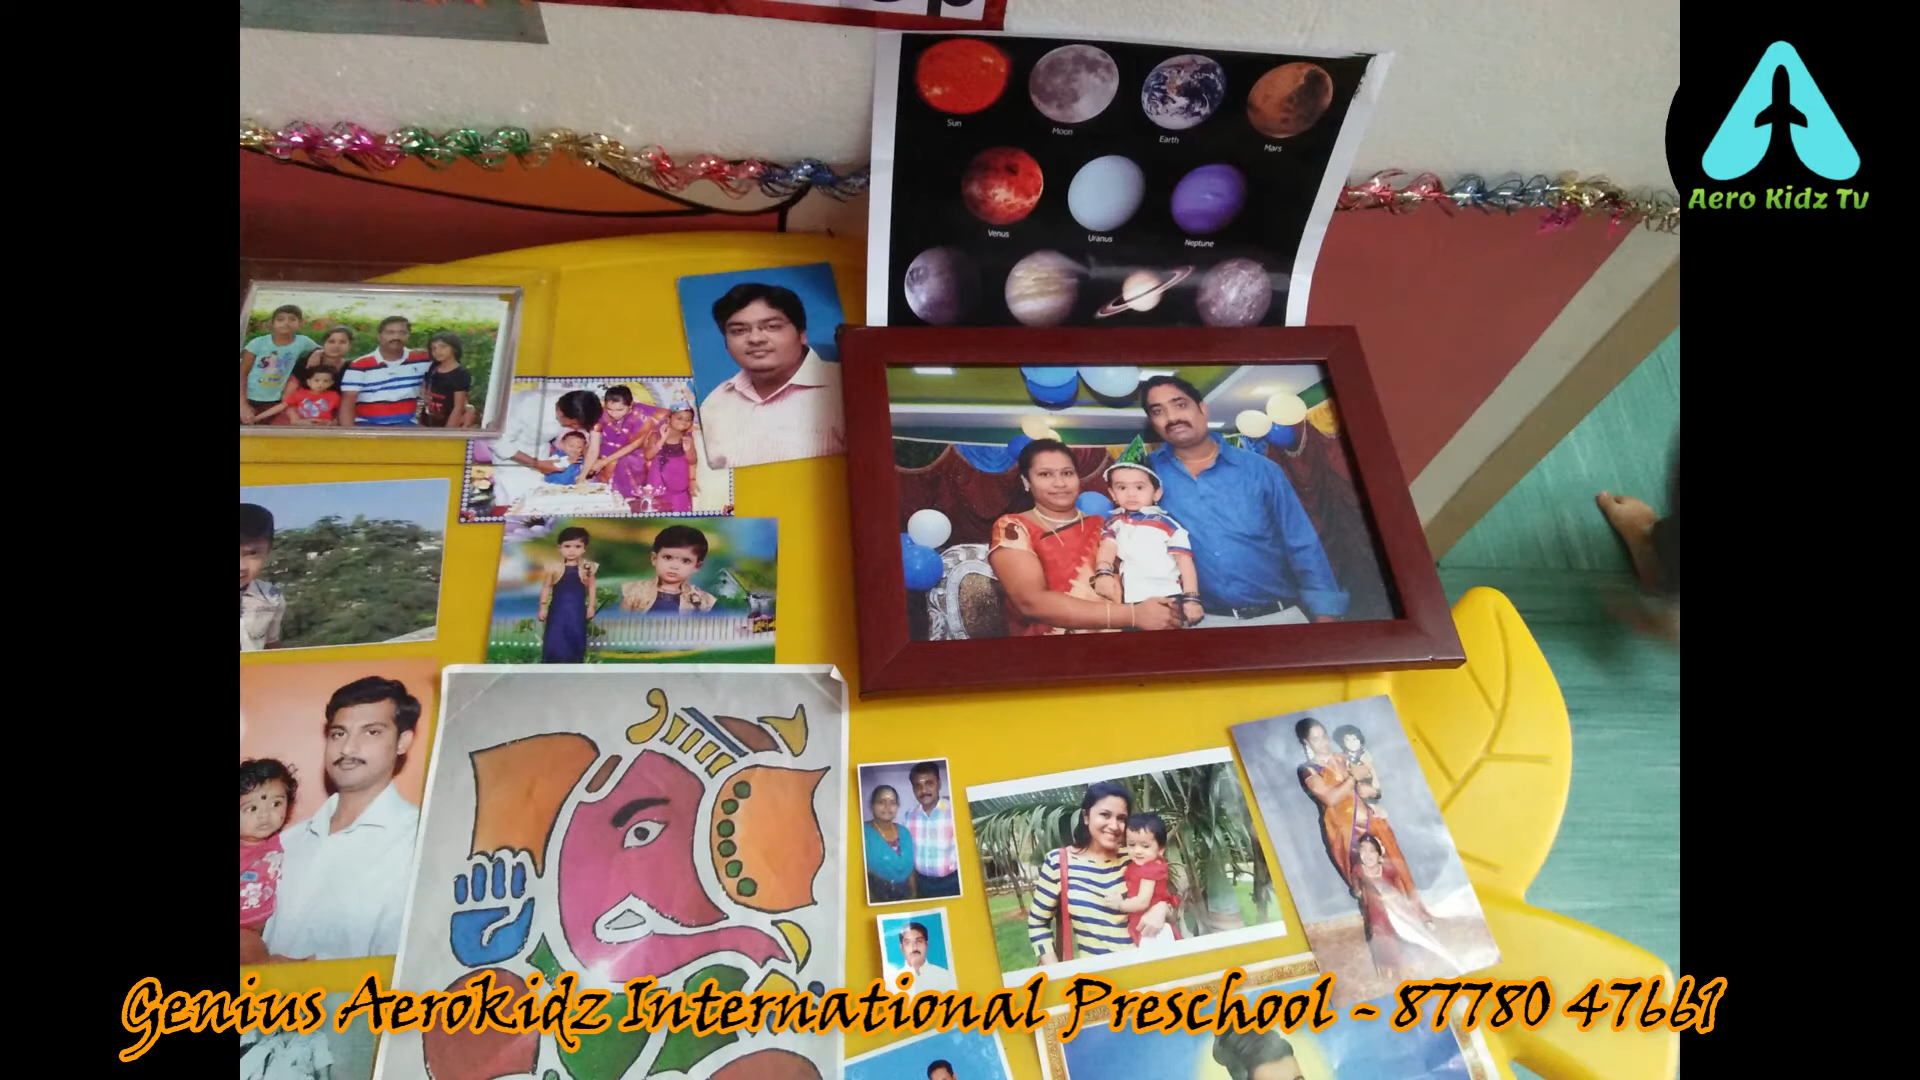 Sun Moon Earth Mars
Venus Uranus Neptune
Aero Kidz Tv
Genius Aerokidz International Preschool - 87780 47661